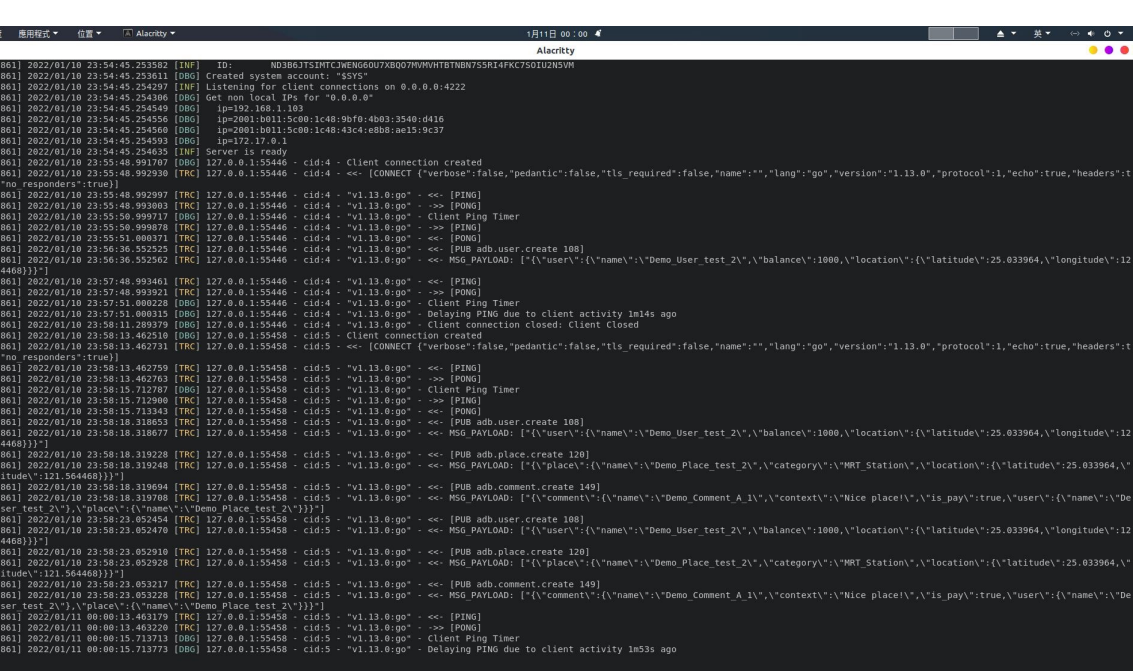 應用程式 位置 Alacritty 1月11日 00：00 英
Alacritty
861] 2022/01/10 23:54:45.253582 [INF]   ID:       ND3B6JTSIMTCJWENG6OU7XBQO7MVMVHTBTNBN7S5RI4FKC7SOIU2N5VM
861] 2022/01/10 23:54:45.253611 [DBG] Created system account: "$SYS"
861] 2022/01/10 23:54:45.254297 [INF] Listening for client connections on 0.0.0.0:4222
861] 2022/01/10 23:54:45.254306 [DBG] Get non local IPs for "0.0.0.0"
861] 2022/01/10 23:54:45.254549 [DBG]   ip=192.168.1.103
861] 2022/01/10 23:54:45.254556 [DBG]   ip=2001:b011:5c00:1c48:9bf0:4b03:3540:d416
861] 2022/01/10 23:54:45.254560 [DBG]   ip=2001:b011:5c00:1c48:43c4:e8b8:ae15:9c37
861] 2022/01/10 23:54:45.254593 [DBG]   ip=172.17.0.1
861] 2022/01/10 23:54:45.254635 [INF] Server is ready
861] 2022/01/10 23:55:48.991707 [DBG] 127.0.0.1:55446 - cid:4 - Client connection created
861] 2022/01/10 23:55:48.992930 [TRC] 127.0.0.1:55446 - cid:4 - <<- [CONNECT {"verbose":false,"pedantic":false,"tls_required":false,"name":"","lang":"go","version":"1.13.0","protocol":1,"echo":true,"headers":t
"no_responders":true}]
861] 2022/01/10 23:55:48.992997 [TRC] 127.0.0.1:55446 - cid:4 - "v1.13.0:go" - <<- [PING]
861] 2022/01/10 23:55:48.993003 [TRC] 127.0.0.1:55446 - cid:4 - "v1.13.0:go" - ->> [PONG]
861] 2022/01/10 23:55:50.999717 [DBG] 127.0.0.1:55446 - cid:4 - "v1.13.0:go" - Client Ping Timer
861] 2022/01/10 23:55:50.999878 [TRC] 127.0.0.1:55446 - cid:4 - "v1.13.0:go" - ->> [PING]
861] 2022/01/10 23:55:51.000371 [TRC] 127.0.0.1:55446 - cid:4 - "v1.13.0:go" - <<- [PONG]
861] 2022/01/10 23:56:36.552525 [TRC] 127.0.0.1:55446 - cid:4 - "v1.13.0:go" - <<- [PUB adb.user.create 108]
861] 2022/01/10 23:56:36.552562 [TRC] 127.0.0.1:55446 - cid:4 - "v1.13.0:go" - <<- MSG_PAYLOAD: ["{\"user\":{\"name\":\"Demo_User_test_2\",\"balance\":1000,\"location\":{\"latitude\":25.033964,\"longitude\":12
4468}}}"]
861] 2022/01/10 23:57:48.993461 [TRC] 127.0.0.1:55446 - cid:4 - "v1.13.0:go" - <<- [PING]
861] 2022/01/10 23:57:48.993921 [TRC] 127.0.0.1:55446 - cid:4 - "v1.13.0:go" - ->> [PONG]
861] 2022/01/10 23:57:51.000228 [DBG] 127.0.0.1:55446 - cid:4 - "v1.13.0:go" - Client Ping Timer
861] 2022/01/10 23:57:51.000315 [DBG] 127.0.0.1:55446 - cid:4 - "v1.13.0:go" - Delaying PING due to client activity 1m14s ago
861] 2022/01/10 23:58:11.289379 [DBG] 127.0.0.1:55446 - cid:4 - "v1.13.0:go" - Client connection closed: Client Closed
861] 2022/01/10 23:58:13.462510 [DBG] 127.0.0.1:55458 - cid:5 - Client connection created
861] 2022/01/10 23:58:13.462731 [TRC] 127.0.0.1:55458 - cid:5 - <<- [CONNECT {"verbose":false,"pedantic":false,"tls_required":false,"name":"","lang":"go","version":"1.13.0","protocol":1,"echo":true,"headers":t
"no_responders":true}]
861] 2022/01/10 23:58:13.462759 [TRC] 127.0.0.1:55458 - cid:5 - "v1.13.0:go" - <<- [PING]
861] 2022/01/10 23:58:13.462763 [TRC] 127.0.0.1:55458 - cid:5 - "v1.13.0:go" - ->> [PONG]
861] 2022/01/10 23:58:15.712787 [DBG] 127.0.0.1:55458 - cid:5 - "v1.13.0:go" - Client Ping Timer
861] 2022/01/10 23:58:15.712900 [TRC] 127.0.0.1:55458 - cid:5 - "v1.13.0:go" - ->> [PING]
861] 2022/01/10 23:58:15.713343 [TRC] 127.0.0.1:55458 - cid:5 - "v1.13.0:go" - <<- [PONG]
861] 2022/01/10 23:58:18.318653 [TRC] 127.0.0.1:55458 - cid:5 - "v1.13.0:go" - <<- [PUB adb.user.create 108]
861] 2022/01/10 23:58:18.318677 [TRC] 127.0.0.1:55458 - cid:5 - "v1.13.0:go" - <<- MSG_PAYLOAD: ["{\"user\":{\"name\":\"Demo_User_test_2\",\"balance\":1000,\"location\":{\"latitude\":25.033964,\"longitude\":12
4468}}}"]
861] 2022/01/10 23:58:18.319228 [TRC] 127.0.0.1:55458 - cid:5 - "v1.13.0:go" - <<- [PUB adb.place.create 120]
861] 2022/01/10 23:58:18.319248 [TRC] 127.0.0.1:55458 - cid:5 - "v1.13.0:go" - <<- MSG_PAYLOAD: ["{\"place\":{\"name\":\"Demo_Place_test_2\",\"category\":\"MRT_Station\",\"location\":{\"latitude\":25.033964,\"
itude\":121.564468}}}"]
861] 2022/01/10 23:58:18.319694 [TRC] 127.0.0.1:55458 - cid:5 - "v1.13.0:go" - <<- [PUB adb.comment.create 149]
861] 2022/01/10 23:58:18.319708 [TRC] 127.0.0.1:55458 - cid:5 - "v1.13.0:go" - <<- MSG_PAYLOAD: ["{\"comment\":{\"name\":\"Demo_Comment_A_1\",\"context\":\"Nice place!\",\"is_pay\":true,\"user\":{\"name\":\"De
ser_test_2\"},\"place\":{\"name\":\"Demo_Place_test_2\"}}}"]
861] 2022/01/10 23:58:23.052454 [TRC] 127.0.0.1:55458 - cid:5 - "v1.13.0:go" - <<- [PUB adb.user.create 108]
861] 2022/01/10 23:58:23.052470 [TRC] 127.0.0.1:55458 - cid:5 - "v1.13.0:go" - <<- MSG_PAYLOAD: ["{\"user\":{\"name\":\"Demo_User_test_2\",\"balance\":1000,\"location\":{\"latitude\":25.033964,\"longitude\":12
4468}}}"]
861] 2022/01/10 23:58:23.052910 [TRC] 127.0.0.1:55458 - cid:5 - "v1.13.0:go" - <<- [PUB adb.place.create 120]
861] 2022/01/10 23:58:23.052928 [TRC] 127.0.0.1:55458 - cid:5 - "v1.13.0:go" - <<- MSG_PAYLOAD: ["{\"place\":{\"name\":\"Demo_Place_test_2\",\"category\":\"MRT_Station\",\"location\":{\"latitude\":25.033964,\"
itude\":121.564468}}}"]
861] 2022/01/10 23:58:23.053217 [TRC] 127.0.0.1:55458 - cid:5 - "v1.13.0:go" - <<- [PUB adb.comment.create 149]
861] 2022/01/10 23:58:23.053228 [TRC] 127.0.0.1:55458 - cid:5 - "v1.13.0:go" - <<- MSG_PAYLOAD: ["{\"comment\":{\"name\":\"Demo_Comment_A_1\",\"context\":\"Nice place!\",\"is_pay\":true,\"user\":{\"name\":\"De
ser_test_2\"},\"place\":{\"name\":\"Demo_Place_test_2\"}}}"]
861] 2022/01/11 00:00:13.463179 [TRC] 127.0.0.1:55458 - cid:5 - "v1.13.0:go" - <<- [PING]
861] 2022/01/11 00:00:13.463220 [TRC] 127.0.0.1:55458 - cid:5 - "v1.13.0:go" - ->> [PONG]
861] 2022/01/11 00:00:15.713713 [DBG] 127.0.0.1:55458 - cid:5 - "v1.13.0:go" - Client Ping Timer
861] 2022/01/11 00:00:15.713773 [DBG] 127.0.0.1:55458 - cid:5 - "v1.13.0:go" - Delaying PING due to client activity 1m53s ago